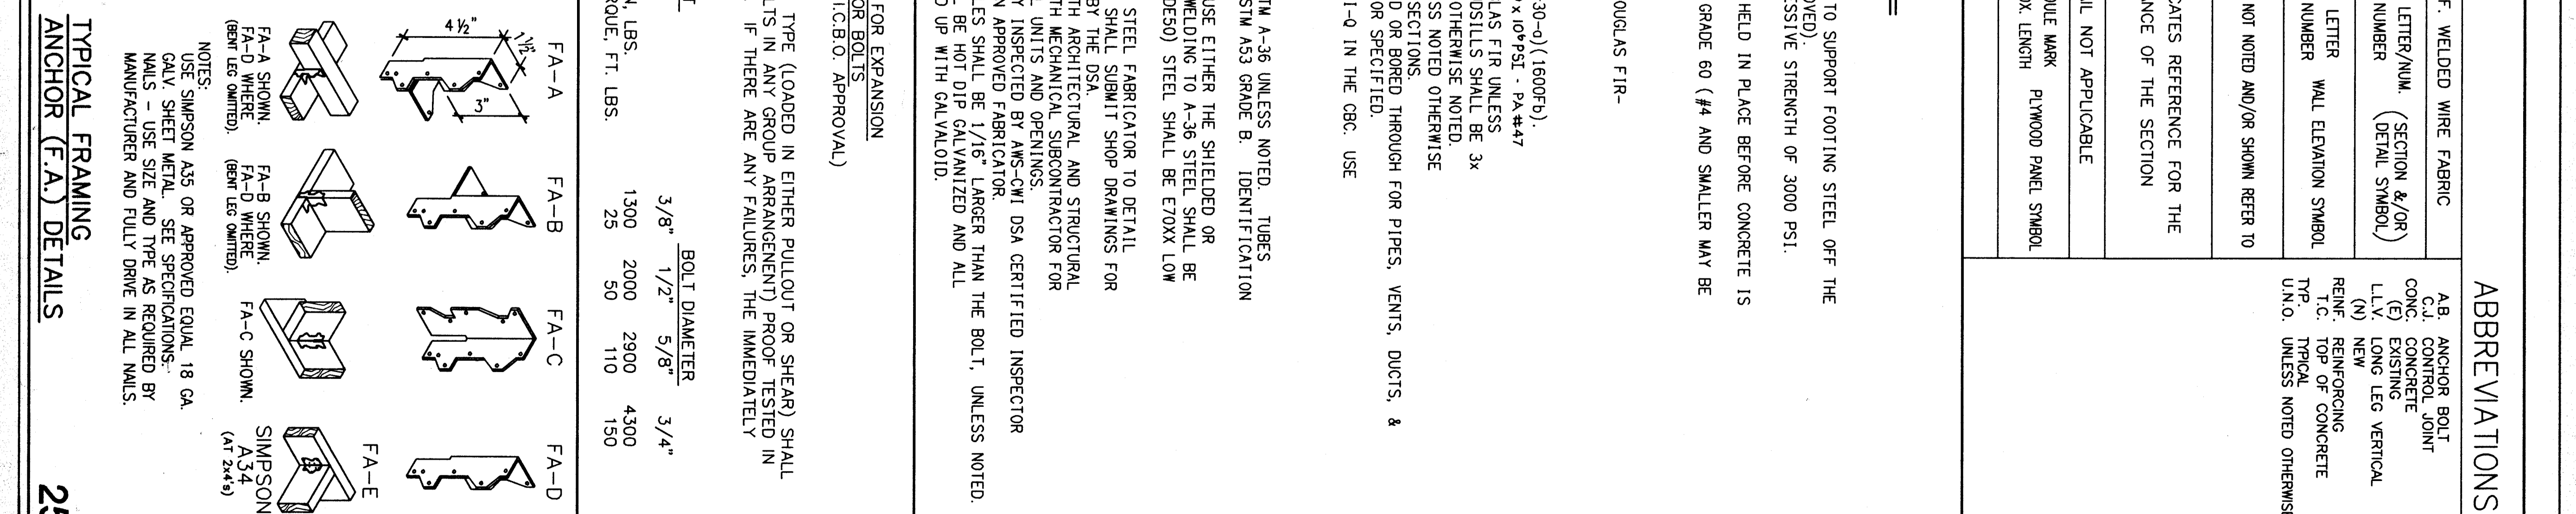 F. WELDED WIRE FABRIC
LETTER/NUM. (SECTION &/OR)
NUMBER (DETAIL SYMBOL)
LETTER
NUMBER WALL ELEVATION SYMBOL
NOT NOTED AND/OR SHOWN REFER TO
CATES REFERENCE FOR THE
NCE OF THE SECTION
IL NOT APPLICABLE
ULE MARK
OX. LENGTH PLYWOOD PANEL SYMBOL
ABBREVIATIONS
A.B. ANCHOR BOLT
C.J. CONTROL JOINT
CONC. CONCRETE
(E) EXISTING
L.L.V. LONG LEG VERTICAL
(N) NEW
REINF. REINFORCING
T.C. TOP OF CONCRETE
TYP. TYPICAL
U.N.O. UNLESS NOTED OTHERWISE
TO SUPPORT FOOTING STEEL OFF THE
OVED).
ESSIVE STRENGTH OF 3000 PSI.
HELD IN PLACE BEFORE CONCRETE IS
GRADE 60 (#4 AND SMALLER MAY BE
OUGLAS FIR-
30-a)(1600Fb).
x 10⁶PSI - PA#47
LAS FIR UNLESS
DSILLS SHALL BE 3x
OTHERWISE NOTED.
SS NOTED OTHERWISE
SECTIONS.
D OR BORED THROUGH FOR PIPES, VENTS, DUCTS, &
OR SPECIFIED.
I-Q IN THE CBC. USE
TM A-36 UNLESS NOTED. TUBES
STM A53 GRADE B. IDENTIFICATION
USE EITHER THE SHIELDED OR
WELDING TO A-36 STEEL SHALL BE
DE50) STEEL SHALL BE E70XX LOW
STEEL FABRICATOR TO DETAIL
SHALL SUBMIT SHOP DRAWINGS FOR
BY THE DSA.
TH ARCHITECTURAL AND STRUCTURAL
TH MECHANICAL SUBCONTRACTOR FOR
UNITS AND OPENINGS.
Y INSPECTED BY AWS-CWI DSA CERTIFIED INSPECTOR
N APPROVED FABRICATOR.
LES SHALL BE 1/16" LARGER THAN THE BOLT, UNLESS NOTED.
BE HOT DIP GALVANIZED AND ALL
D UP WITH GALVALOID.
FOR EXPANSION
OR BOLTS
I.C.B.O. APPROVAL)
TYPE (LOADED IN EITHER PULLOUT OR SHEAR) SHALL
LTS IN ANY GROUP ARRANGENENT) PROOF TESTED IN
IF THERE ARE ANY FAILURES, THE IMMEDIATELY
BOLT DIAMETER
3/8" 1/2" 5/8" 3/4"
N, LBS. 1300 2000 2900 4300
RQUE, FT. LBS. 25 50 110 150
FA-A FA-B FA-C FA-D
4 1/2" 1 1/2" 3"
FA-E
FA-A SHOWN.
FA-D WHERE
(BENT LEG OMITTED).
FA-B SHOWN.
FA-D WHERE
(BENT LEG OMITTED).
FA-C SHOWN.
SIMPSON
A34
(AT 2x4's)
NOTES:
USE SIMPSON A35 OR APPROVED EQUAL 18 GA.
GALV. SHEET METAL. SEE SPECIFICATIONS.
NAILS - USE SIZE AND TYPE AS REQUIRED BY
MANUFACTURER AND FULLY DRIVE IN ALL NAILS.
TYPICAL FRAMING
ANCHOR (F.A.) DETAILS
25